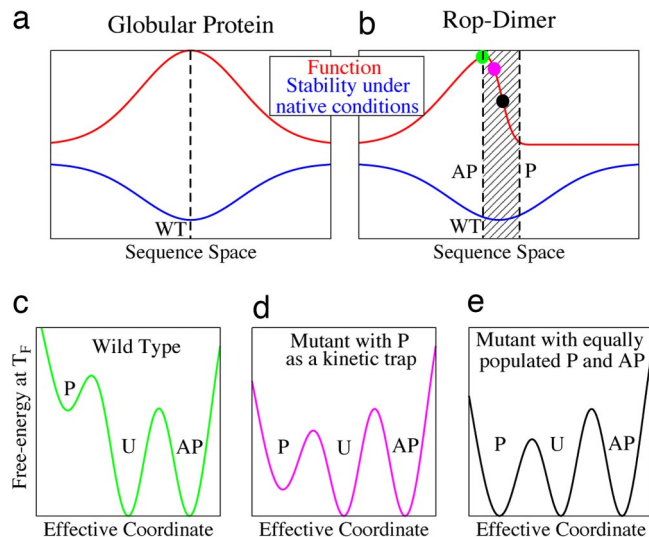 a
Globular Protein
b
Rop-Dimer
Function
Stability under
native conditions
WT
AP
P
WT
Sequence Space
Sequence Space
c
d
e
Free-energy at T_F
Wild Type
P
U
AP
Effective Coordinate
Mutant with P
as a kinetic trap
P
U
AP
Effective Coordinate
Mutant with equally
populated P and AP
P
U
AP
Effective Coordinate